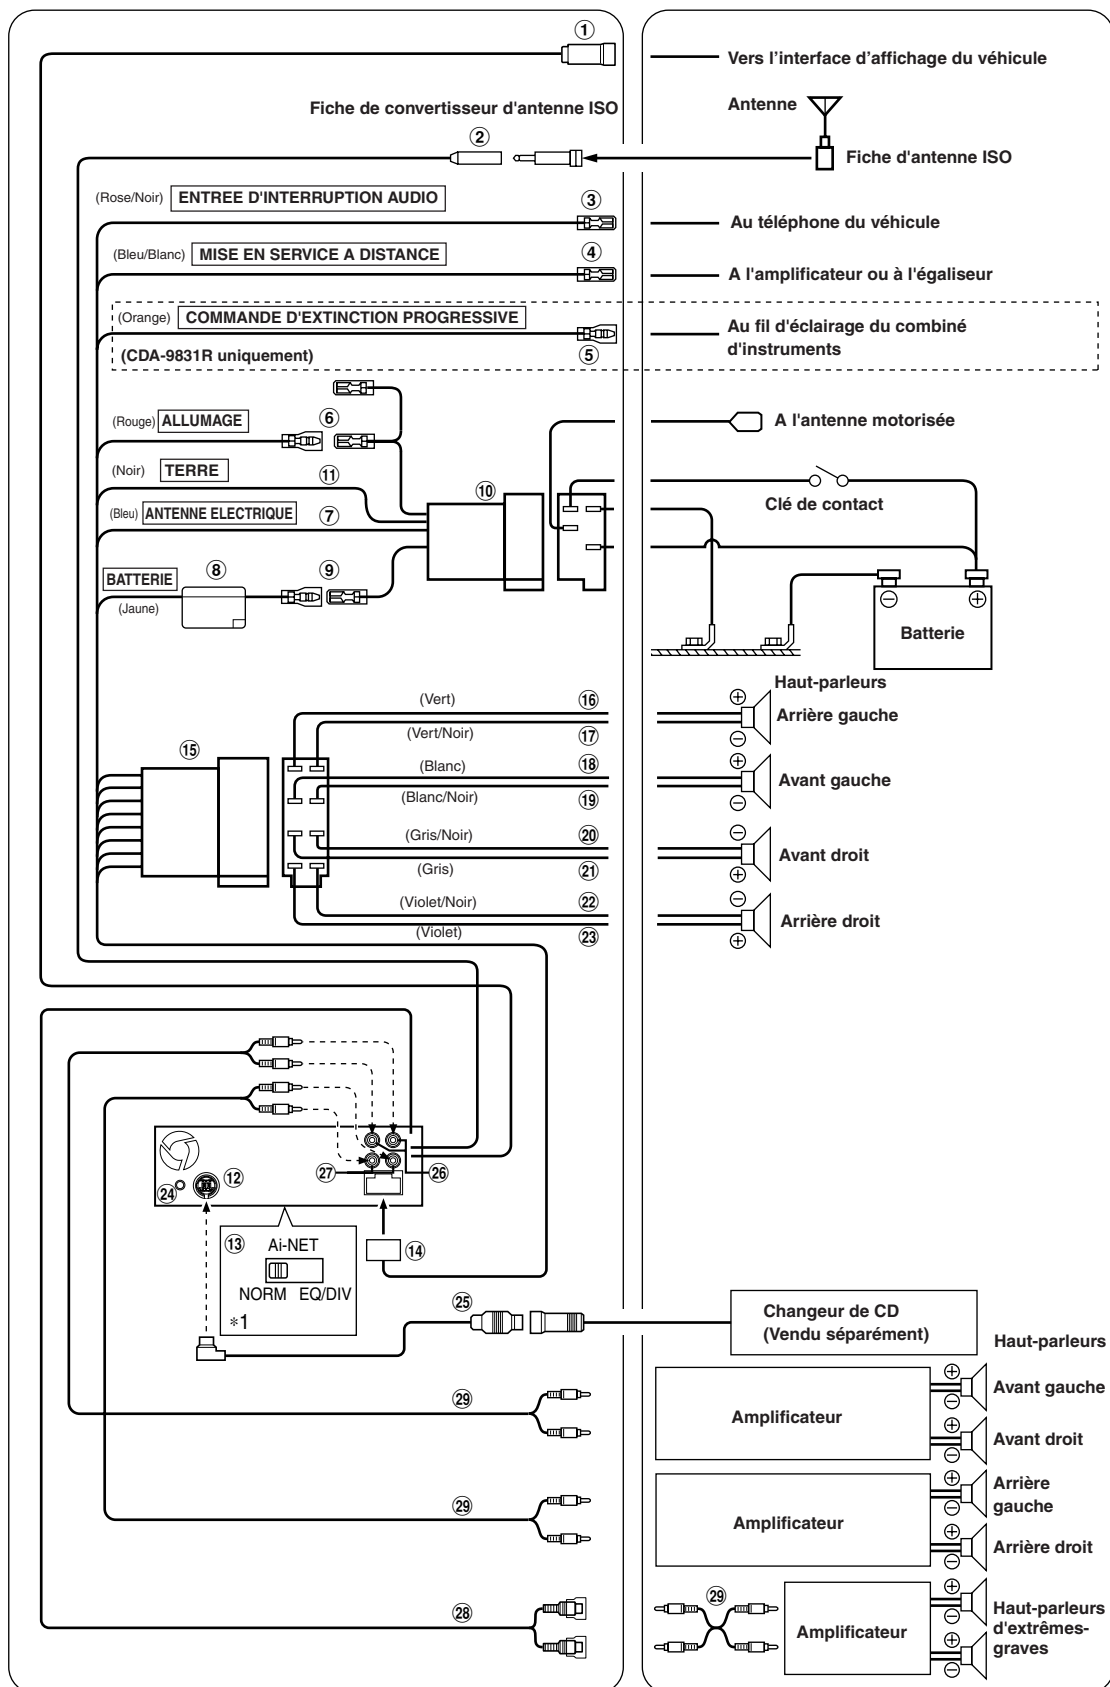 ①
Vers l'interface d'affichage du véhicule
Antenne
Fiche de convertisseur d'antenne ISO
②
Fiche d'antenne ISO
(Rose/Noir) ENTREE D'INTERRUPTION AUDIO ③
Au téléphone du véhicule
(Bleu/Blanc) MISE EN SERVICE A DISTANCE ④
A l'amplificateur ou à l'égaliseur
(Orange) COMMANDE D'EXTINCTION PROGRESSIVE
(CDA-9831R uniquement) ⑤
Au fil d'éclairage du combiné
d'instruments
(Rouge) ALLUMAGE ⑥
A l'antenne motorisée
(Noir) TERRE ⑪ ⑩
Clé de contact
(Bleu) ANTENNE ELECTRIQUE ⑦
BATTERIE ⑧ ⑨
(Jaune)
⊖ ⊕
Batterie
Haut-parleurs
(Vert) ⑯ ⊕
Arrière gauche
(Vert/Noir) ⑰ ⊖
⑮
(Blanc) ⑱ ⊕
Avant gauche
(Blanc/Noir) ⑲ ⊖
(Gris/Noir) ⑳ ⊖
Avant droit
(Gris) ㉑ ⊕
(Violet/Noir) ㉒ ⊖
Arrière droit
(Violet) ㉓ ⊕
㉔ ⑫ ㉗ ㉖
⑬ Ai-NET ⑭
NORM EQ/DIV
*1
㉕
Changeur de CD
(Vendu séparément)
Haut-parleurs
㉙
Amplificateur
⊕ Avant gauche
⊖
⊕ Avant droit
⊖
㉙
Amplificateur
⊕ Arrière
gauche
⊖
⊕ Arrière droit
⊖
㉘
㉙
Amplificateur
⊕
⊖
⊕
⊖
Haut-parleurs
d'extrêmes-
graves